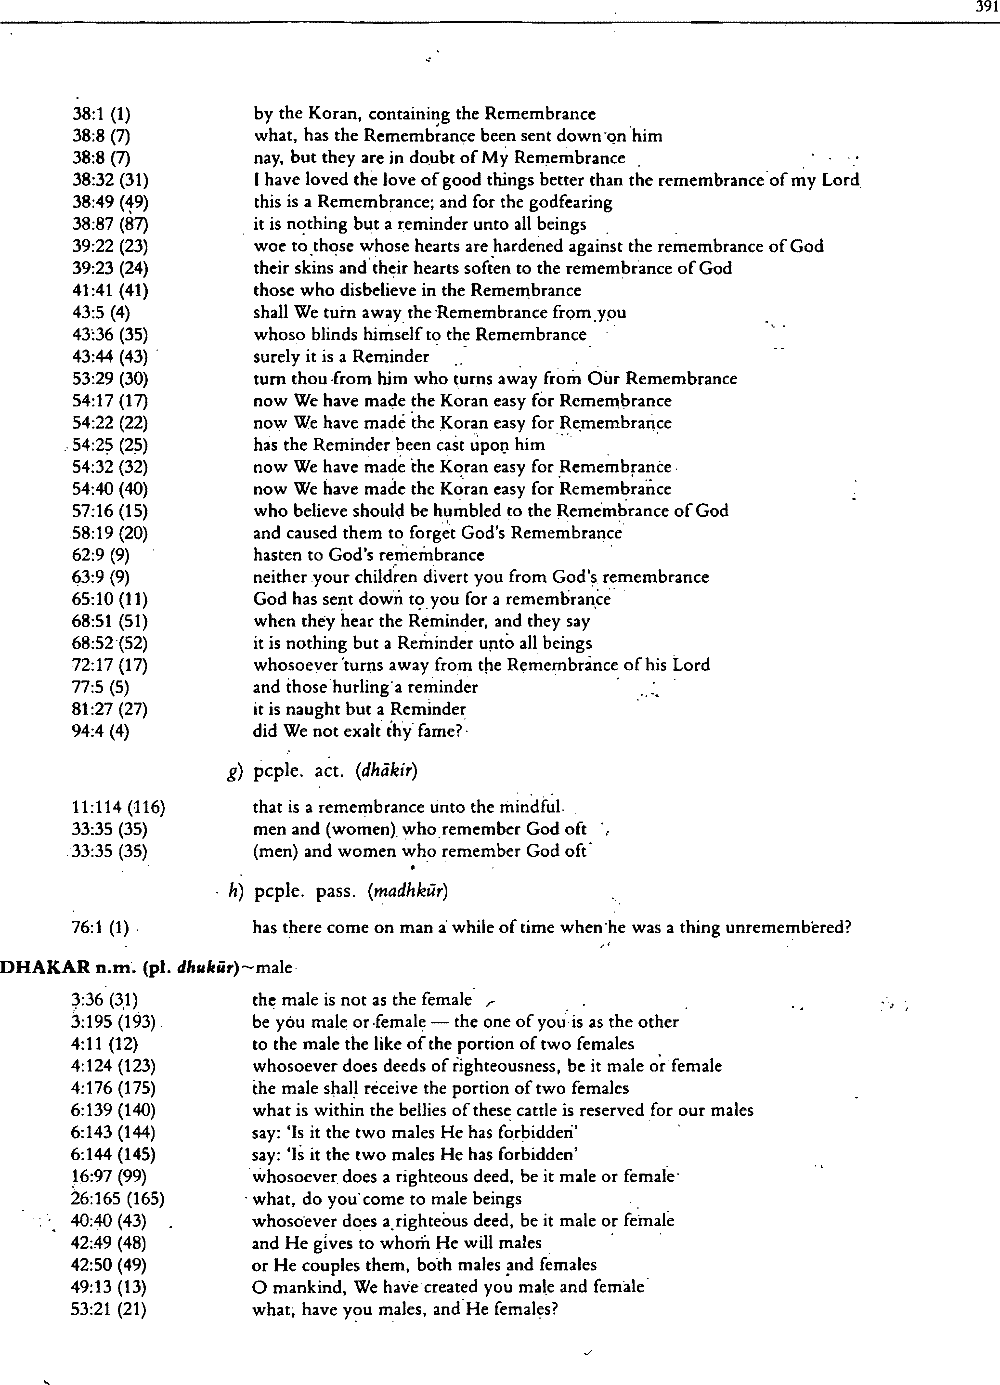 391
38:1 (1) by the Koran, containing the Remembrance
38:8 (7) what, has the Remembrance been sent down on him
38:8 (7) nay, but they are in doubt of My Remembrance
38:32 (31) I have loved the love of good things better than the remembrance of my Lord
38:49 (49) this is a Remembrance; and for the godfearing
38:87 (87) it is nothing but a reminder unto all beings
39:22 (23) woe to those whose hearts are hardened against the remembrance of God
39:23 (24) their skins and their hearts soften to the remembrance of God
41:41 (41) those who disbelieve in the Remembrance
43:5 (4) shall We turn away the Remembrance from you
43:36 (35) whoso blinds himself to the Remembrance
43:44 (43) surely it is a Reminder
53:29 (30) turn thou from him who turns away from Our Remembrance
54:17 (17) now We have made the Koran easy for Remembrance
54:22 (22) now We have made the Koran easy for Remembrance
54:25 (25) has the Reminder been cast upon him
54:32 (32) now We have made the Koran easy for Remembrance
54:40 (40) now We have made the Koran easy for Remembrance
57:16 (15) who believe should be humbled to the Remembrance of God
58:19 (20) and caused them to forget God's Remembrance
62:9 (9) hasten to God's remembrance
63:9 (9) neither your children divert you from God's remembrance
65:10 (11) God has sent down to you for a remembrance
68:51 (51) when they hear the Reminder, and they say
68:52 (52) it is nothing but a Reminder unto all beings
72:17 (17) whosoever turns away from the Remembrance of his Lord
77:5 (5) and those hurling a reminder
81:27 (27) it is naught but a Reminder
94:4 (4) did We not exalt thy fame?
g) pcple. act. (dhākir)
11:114 (116) that is a remembrance unto the mindful
33:35 (35) men and (women) who remember God oft
33:35 (35) (men) and women who remember God oft
h) pcple. pass. (madhkūr)
76:1 (1) has there come on man a while of time when he was a thing unremembered?
DHAKAR n.m. (pl. dhukūr)~male
3:36 (31) the male is not as the female
3:195 (193) be you male or female — the one of you is as the other
4:11 (12) to the male the like of the portion of two females
4:124 (123) whosoever does deeds of righteousness, be it male or female
4:176 (175) the male shall receive the portion of two females
6:139 (140) what is within the bellies of these cattle is reserved for our males
6:143 (144) say: 'Is it the two males He has forbidden'
6:144 (145) say: 'Is it the two males He has forbidden'
16:97 (99) whosoever does a righteous deed, be it male or female
26:165 (165) what, do you come to male beings
40:40 (43) whosoever does a righteous deed, be it male or female
42:49 (48) and He gives to whom He will males
42:50 (49) or He couples them, both males and females
49:13 (13) O mankind, We have created you male and female
53:21 (21) what, have you males, and He females?